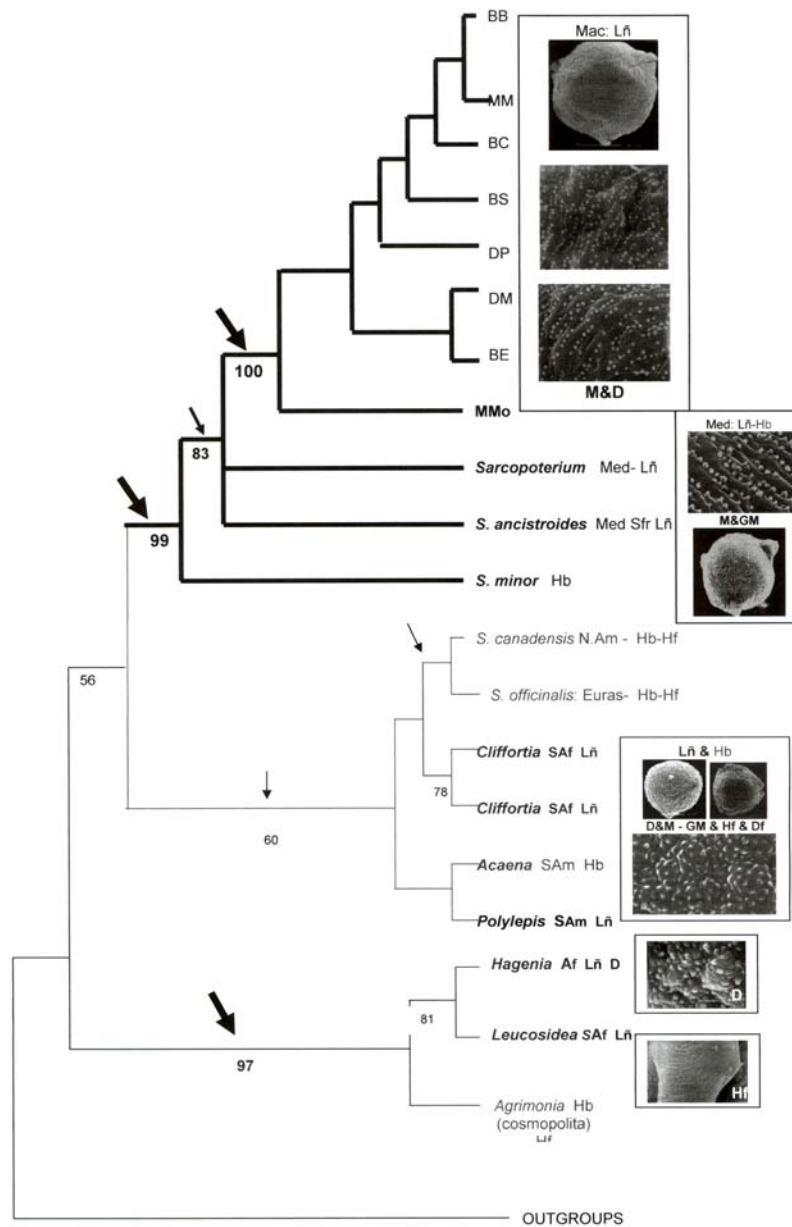 BB
Mac: Lñ
MM
BC
BS
DP
DM
BE
100
M&D
MMo
83
Med: Lñ-Hb
Sarcopoterium Med- Lñ
M&GM
S. ancistroides Med Sfr Lñ
99
S. minor Hb
S. canadensis N.Am - Hb-Hf
56
S. officinalis: Euras- Hb-Hf
Lñ & Hb
Cliffortia SAf Lñ
78
Cliffortia SAf Lñ
D&M - GM & Hf & Df
60
Acaena SAm Hb
Polylepis SAm Lñ
Hagenia Af Lñ D
D
81
Leucosidea SAf Lñ
97
Hf
Agrimonia Hb
(cosmopolita)
Hf
OUTGROUPS